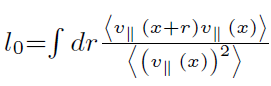 l₀=∫ dr ⟨v∥ (x+r)v∥ (x)⟩ / ⟨(v∥ (x))²⟩